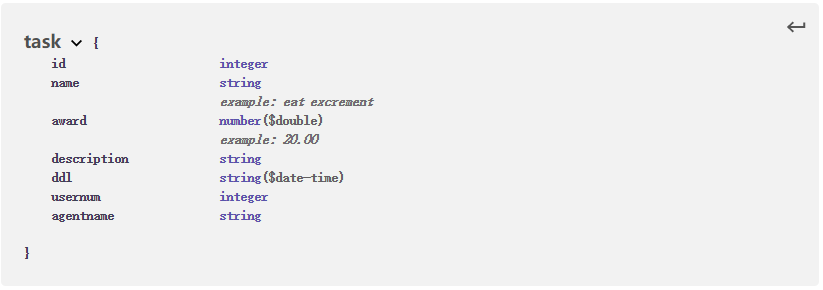 task {
id integer
name string
example: eat excrement
award number($double)
example: 20.00
description string
ddl string($date-time)
usernum integer
agentname string
}